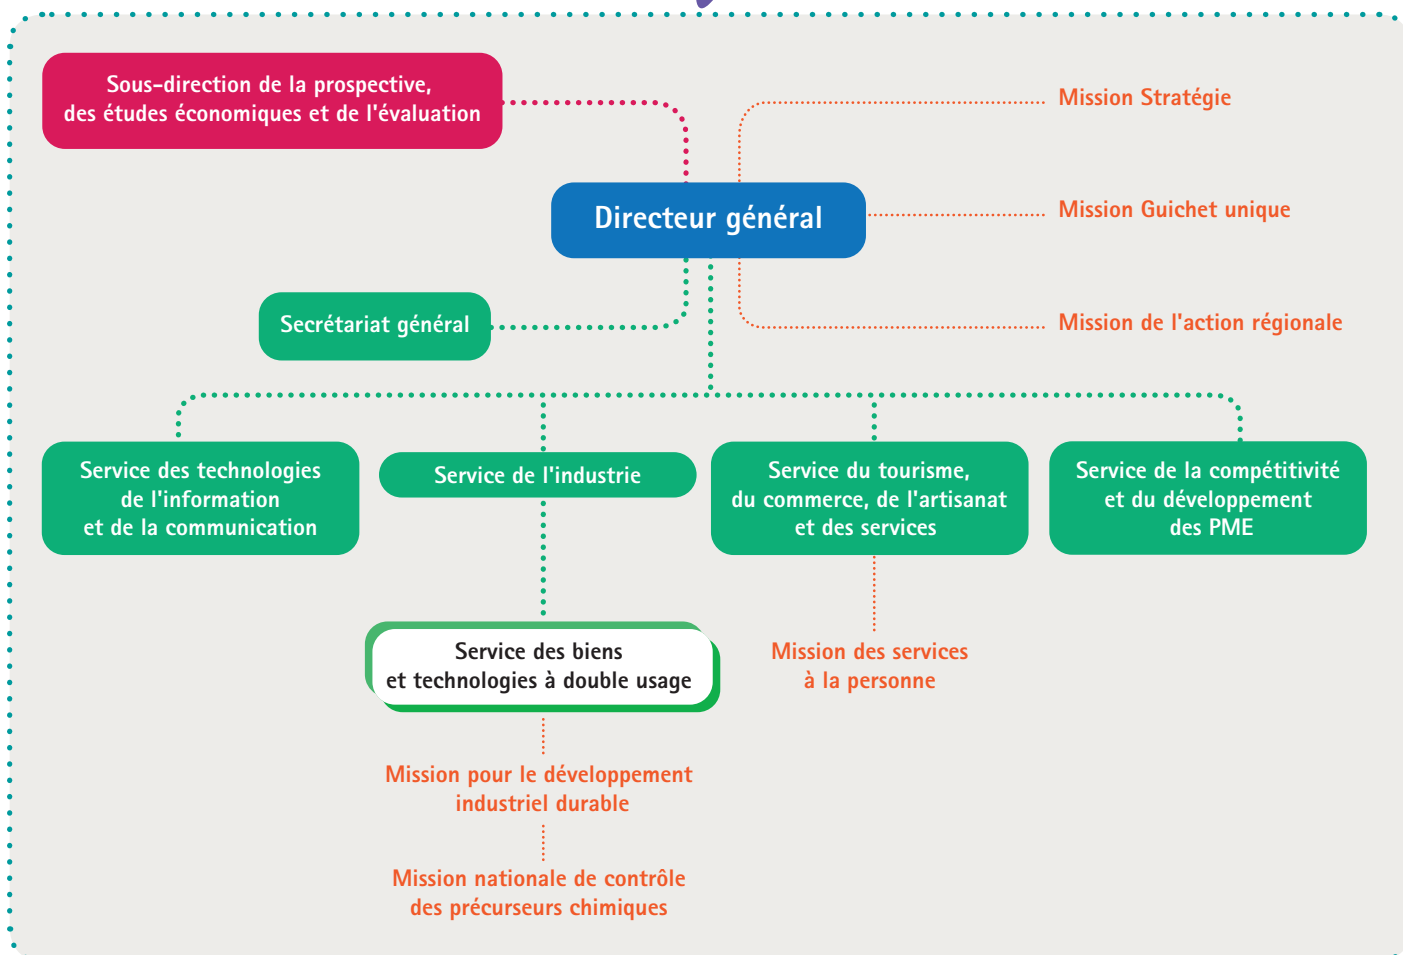 Sous-direction de la prospective,
des études économiques et de l'évaluation
Mission Stratégie
Directeur général
Mission Guichet unique
Secrétariat général
Mission de l'action régionale
Service des technologies
de l'information
et de la communication
Service de l'industrie
Service du tourisme,
du commerce, de l'artisanat
et des services
Service de la compétitivité
et du développement
des PME
Service des biens
et technologies à double usage
Mission des services
à la personne
Mission pour le développement
industriel durable
Mission nationale de contrôle
des précurseurs chimiques